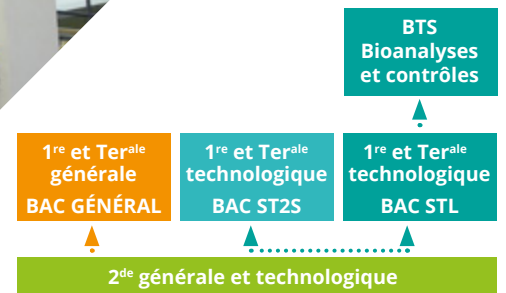 BTS
Bioanalyses
et contrôles
1re et Terale
générale
BAC GÉNÉRAL
1re et Terale
technologique
BAC ST2S
1re et Terale
technologique
BAC STL
2de générale et technologique